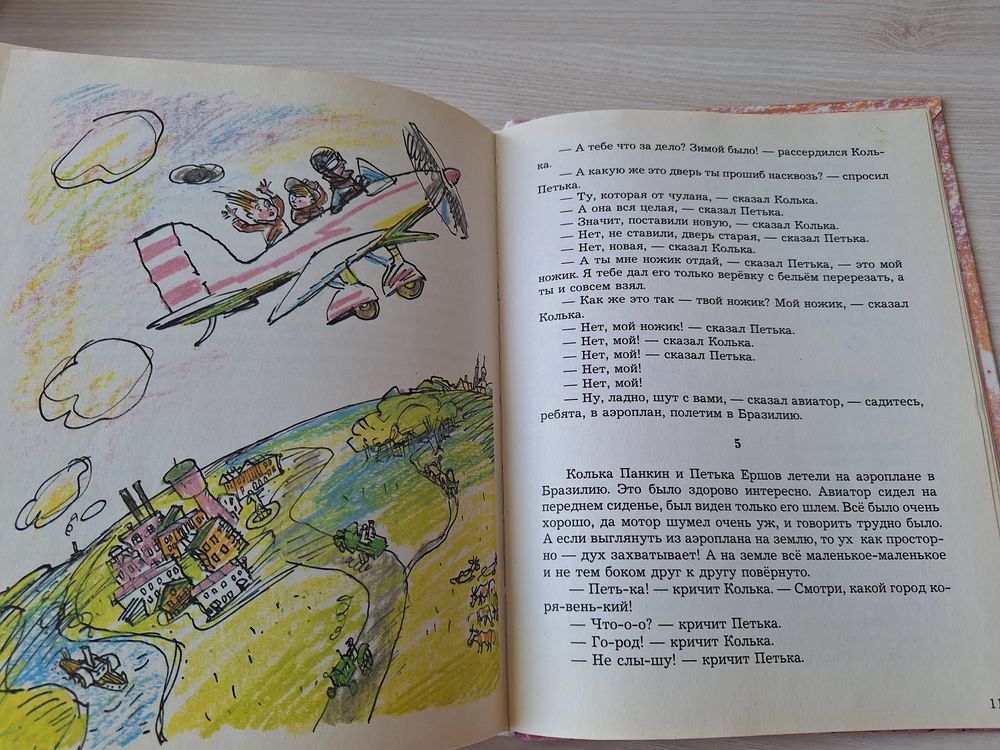 — А тебе что за дело? Зимой было! — рассердился Коль-
ка.
— А какую же это дверь ты прошиб насквозь? — спросил
Петька.
— Ту, которая от чулана, — сказал Колька.
— А она вся целая, — сказал Петька.
— Значит, поставили новую, — сказал Колька.
— Нет, не ставили, дверь старая, — сказал Петька.
— Нет, новая, — сказал Колька.
— А ты мне ножик отдай, — сказал Петька, — это мой
ножик. Я тебе дал его только верёвку с бельём перерезать, а
ты и совсем взял.
— Как же это так — твой ножик? Мой ножик, — сказал
Колька.
— Нет, мой ножик! — сказал Петька.
— Нет, мой! — сказал Колька.
— Нет, мой! — сказал Петька.
— Нет, мой!
— Нет, мой!
— Ну, ладно, шут с вами, — сказал авиатор, — садитесь,
ребята, в аэроплан, полетим в Бразилию.
5
Колька Панкин и Петька Ершов летели на аэроплане в
Бразилию. Это было здорово интересно. Авиатор сидел на
переднем сиденье, был виден только его шлем. Всё было очень
хорошо, да мотор шумел очень уж, и говорить трудно было.
А если выглянуть из аэроплана на землю, то ух как простор-
но — дух захватывает! А на земле всё маленькое-маленькое
и не тем боком друг к другу повёрнуто.
— Петь-ка! — кричит Колька. — Смотри, какой город ко-
ря-вень-кий!
— Что-о-о? — кричит Петька.
— Го-род! — кричит Колька.
— Не слы-шу! — кричит Петька.